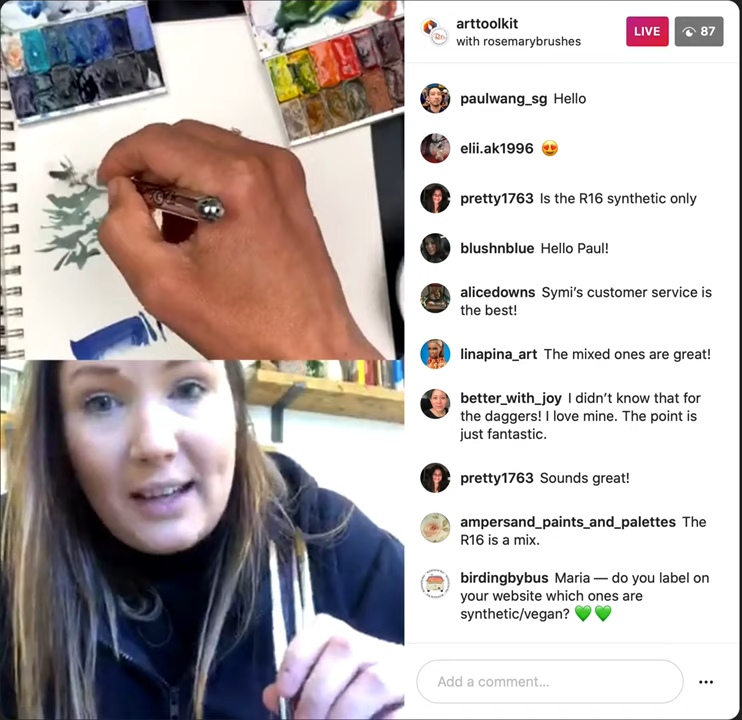 arttoolkit
with rosemarybrushes
LIVE
87
paulwang_sg Hello
elii.ak1996 😍
pretty1763 Is the R16 synthetic only
blushnblue Hello Paul!
alicedowns Symi’s customer service is
the best!
linapina_art The mixed ones are great!
better_with_joy I didn’t know that for
the daggers! I love mine. The point is
just fantastic.
pretty1763 Sounds great!
ampersand_paints_and_palettes The
R16 is a mix.
birdingbybus Maria — do you label on
your website which ones are
synthetic/vegan? 💚💚
Add a comment...